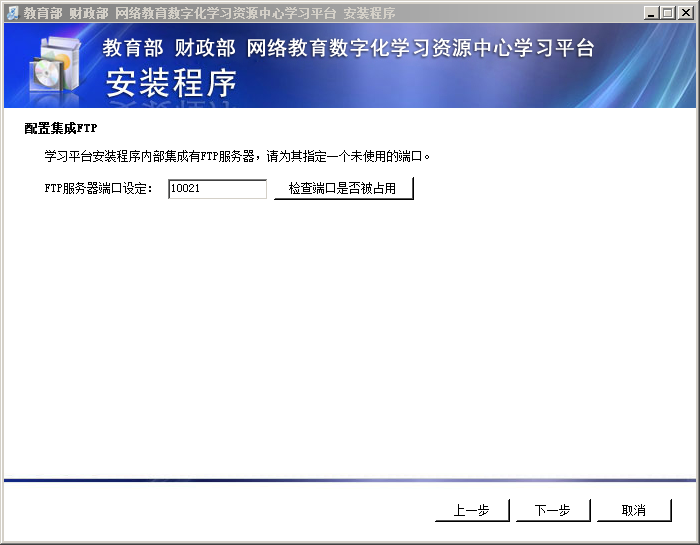 教育部 财政部 网络教育数字化学习资源中心学习平台 安装程序
教育部 财政部 网络教育数字化学习资源中心学习平台
安装程序
配置集成FTP
学习平台安装程序内部集成有FTP服务器，请为其指定一个未使用的端口。
FTP服务器端口设定： 10021 检查端口是否被占用
上一步 下一步 取消